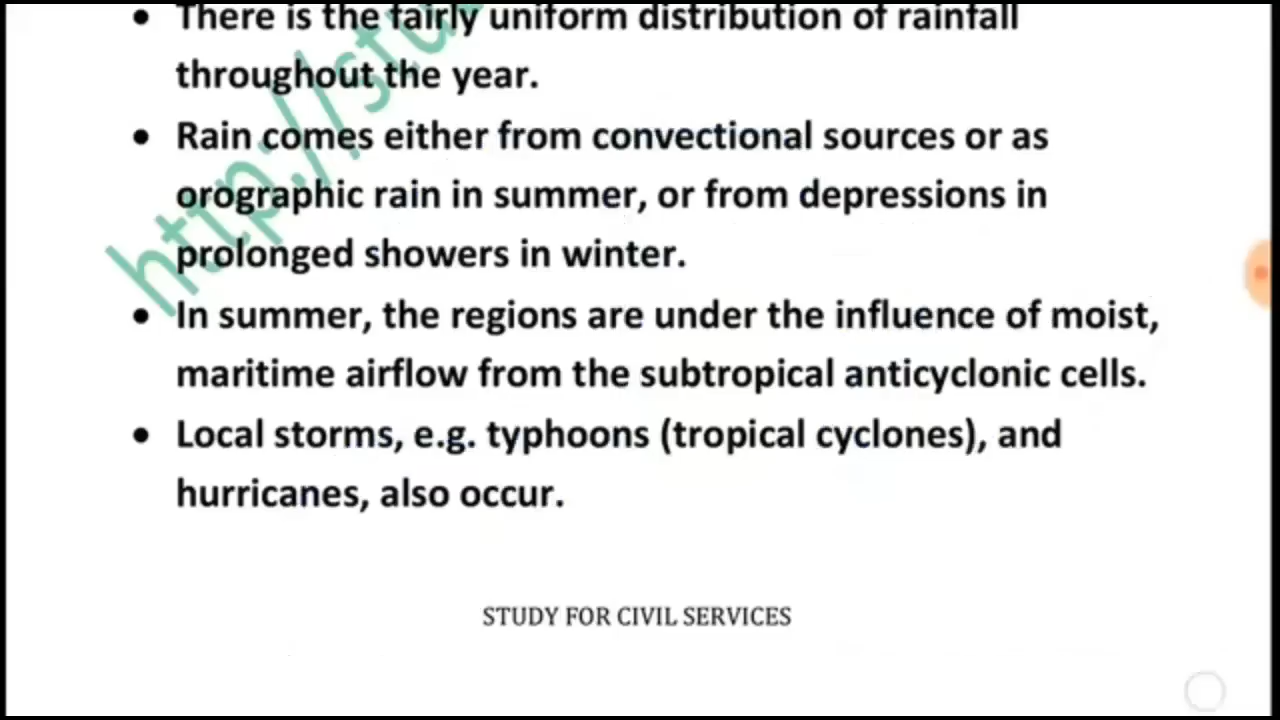 • There is the fairly uniform distribution of rainfall
throughout the year.
• Rain comes either from convectional sources or as
orographic rain in summer, or from depressions in
prolonged showers in winter.
• In summer, the regions are under the influence of moist,
maritime airflow from the subtropical anticyclonic cells.
• Local storms, e.g. typhoons (tropical cyclones), and
hurricanes, also occur.
http://stu
STUDY FOR CIVIL SERVICES